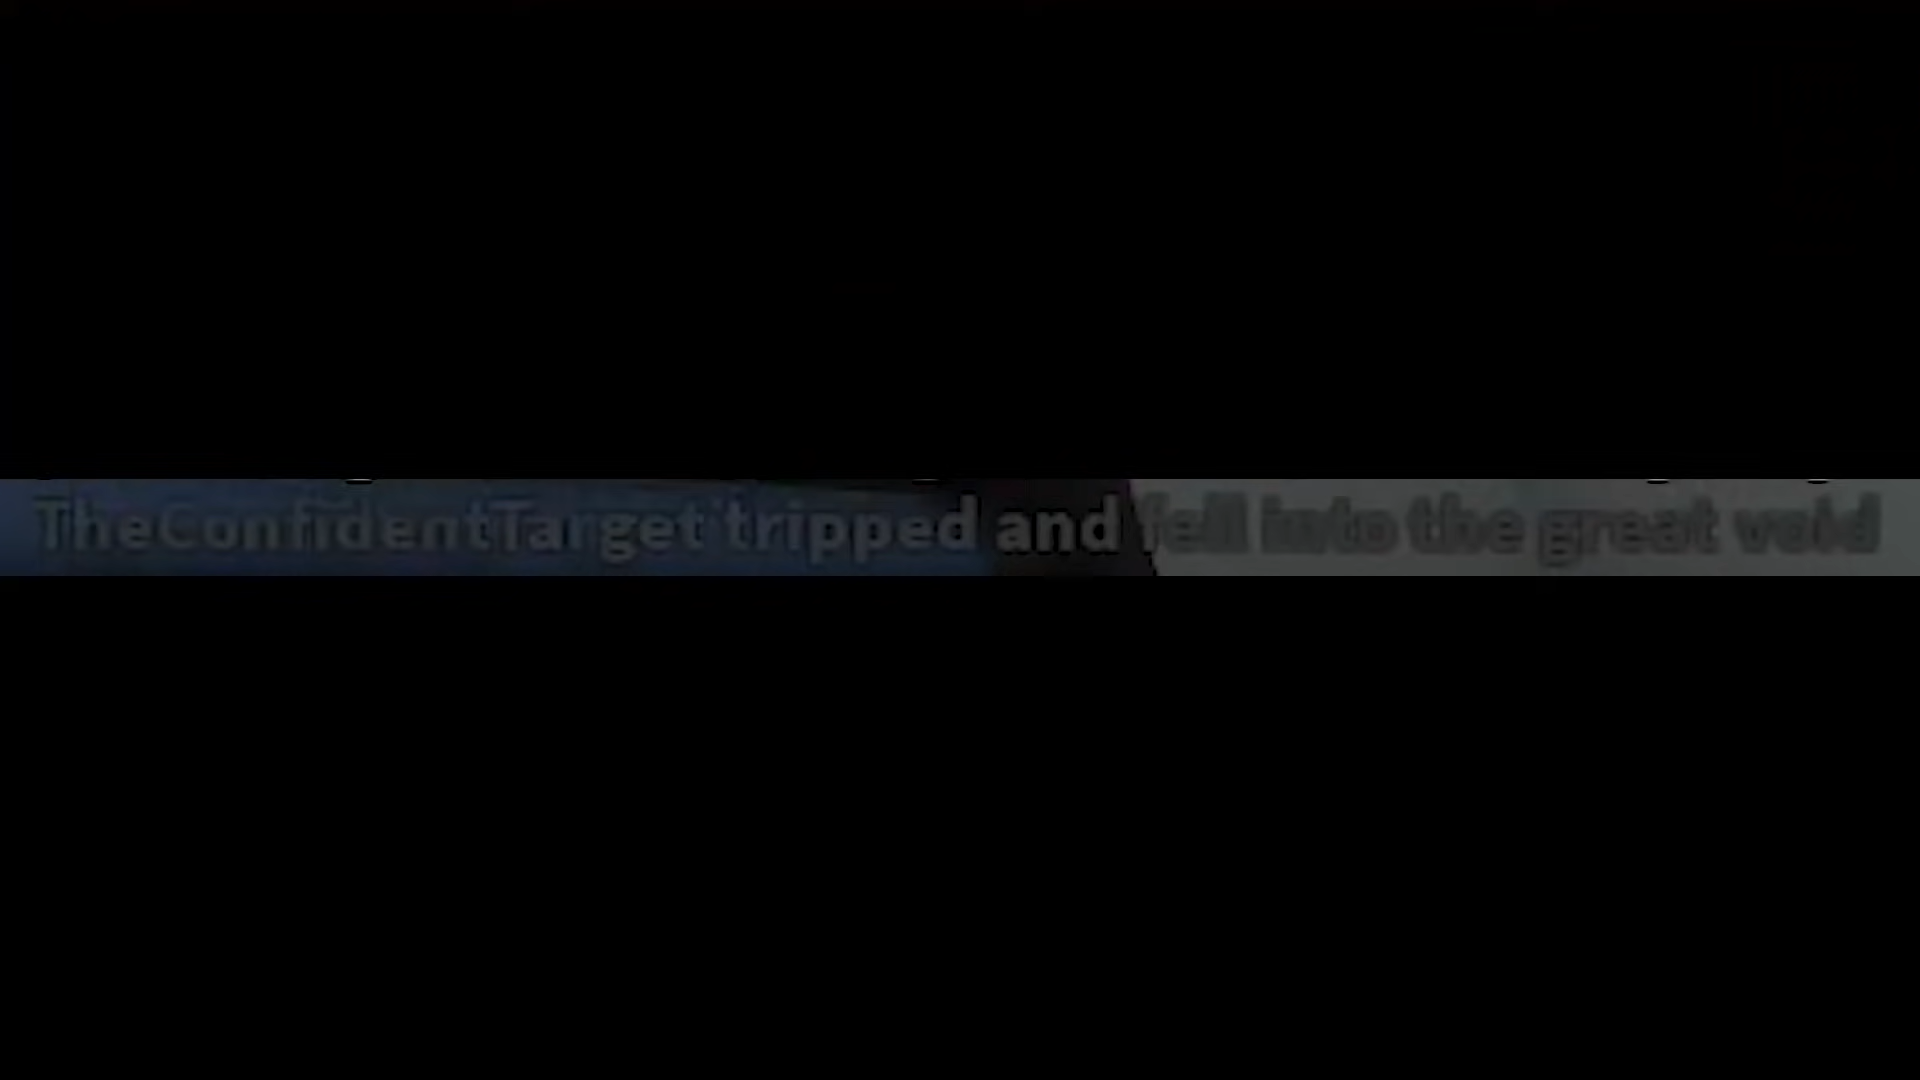 TheConfidentTarget tripped and fell into the great void